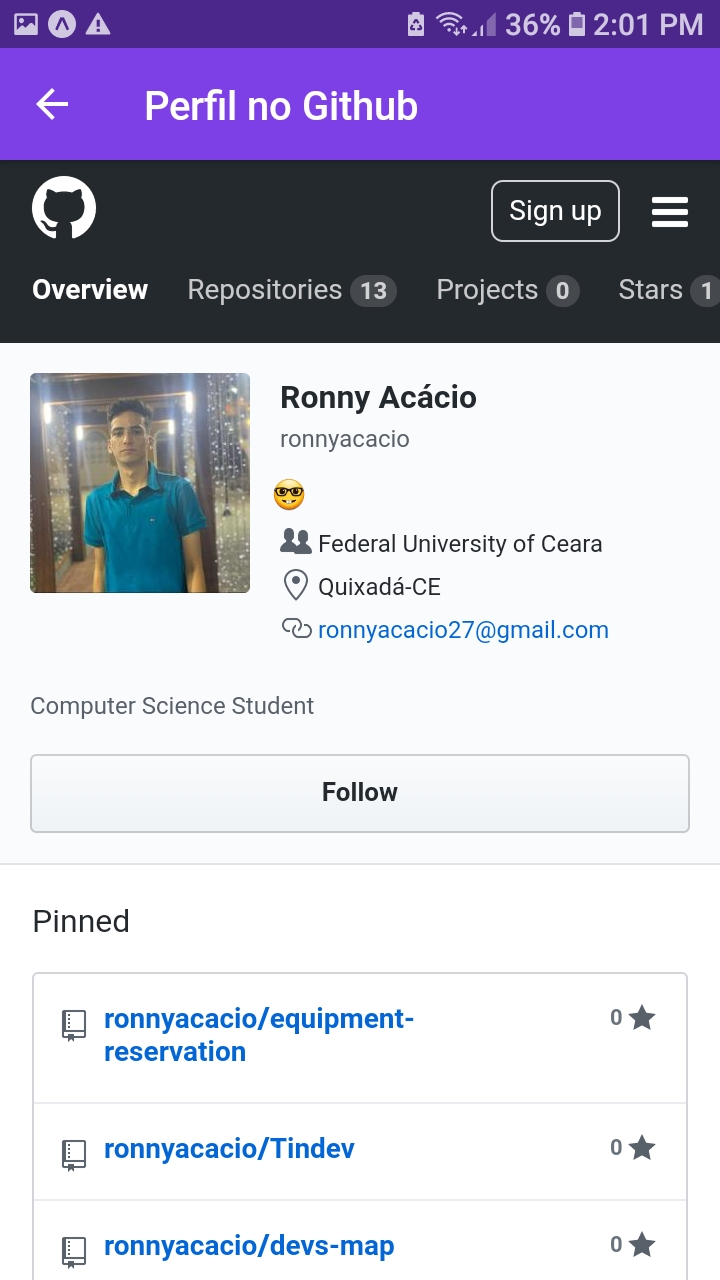 36% 2:01 PM
Perfil no Github
Sign up
Overview Repositories 13 Projects 0 Stars 1
Ronny Acácio
ronnyacacio
🤓
Federal University of Ceara
Quixadá-CE
ronnyacacio27@gmail.com
Computer Science Student
Follow
Pinned
ronnyacacio/equipment-
reservation
0
ronnyacacio/Tindev
0
ronnyacacio/devs-map
0